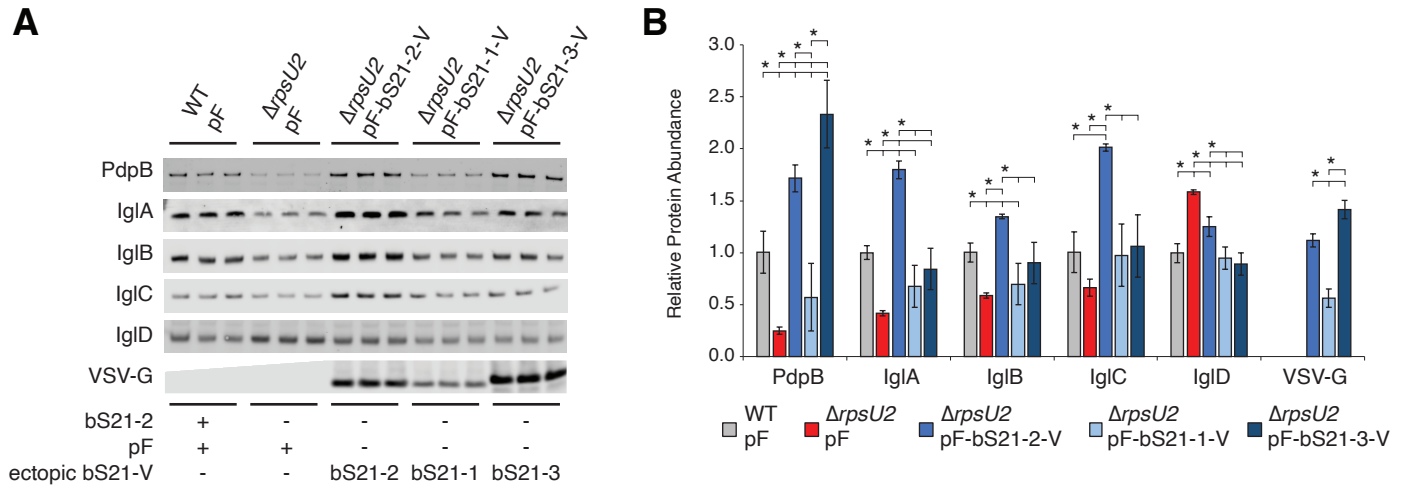 A
WT
pF
ΔrpsU2
pF
ΔrpsU2
pF-bS21-2-V
ΔrpsU2
pF-bS21-1-V
ΔrpsU2
pF-bS21-3-V
PdpB
IglA
IglB
IglC
IglD
VSV-G
bS21-2 + - - - -
pF + + - - -
ectopic bS21-V - - bS21-2 bS21-1 bS21-3
B
Relative Protein Abundance
3.0
2.5
2.0
1.5
1.0
0.5
0.0
* * * *
* * *
* * *
* * *
* * *
* *
PdpB IglA IglB IglC IglD VSV-G
WT
pF
ΔrpsU2
pF
ΔrpsU2
pF-bS21-2-V
ΔrpsU2
pF-bS21-1-V
ΔrpsU2
pF-bS21-3-V